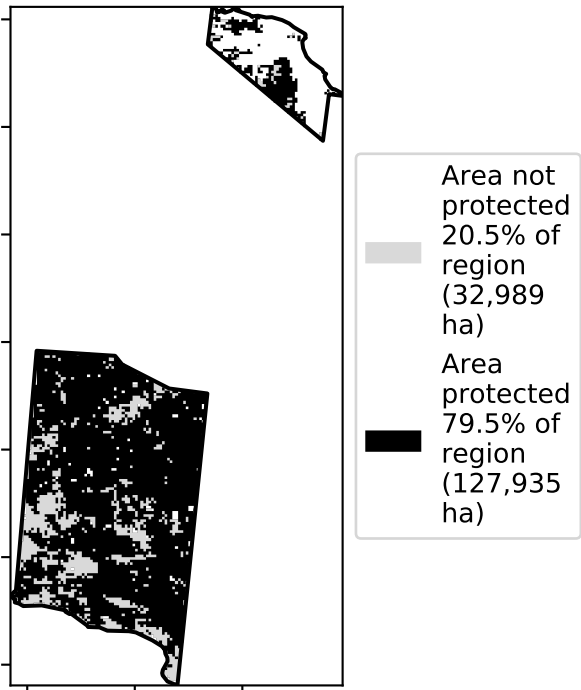 Area not
protected
20.5% of
region
(32,989
ha)
Area
protected
79.5% of
region
(127,935
ha)